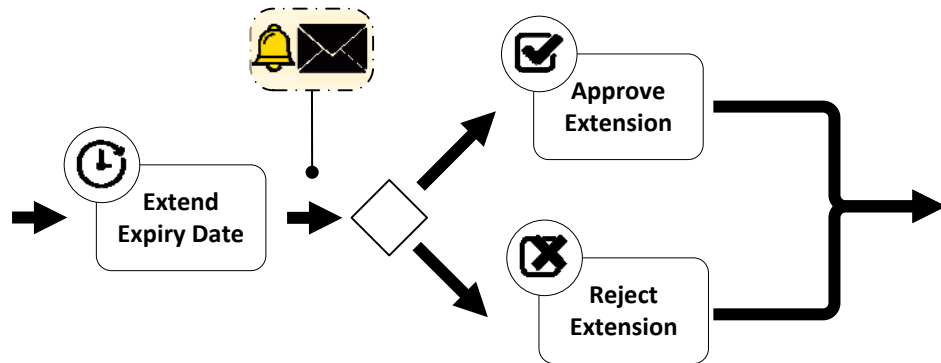 Approve
Extension
Extend
Expiry Date
Reject
Extension